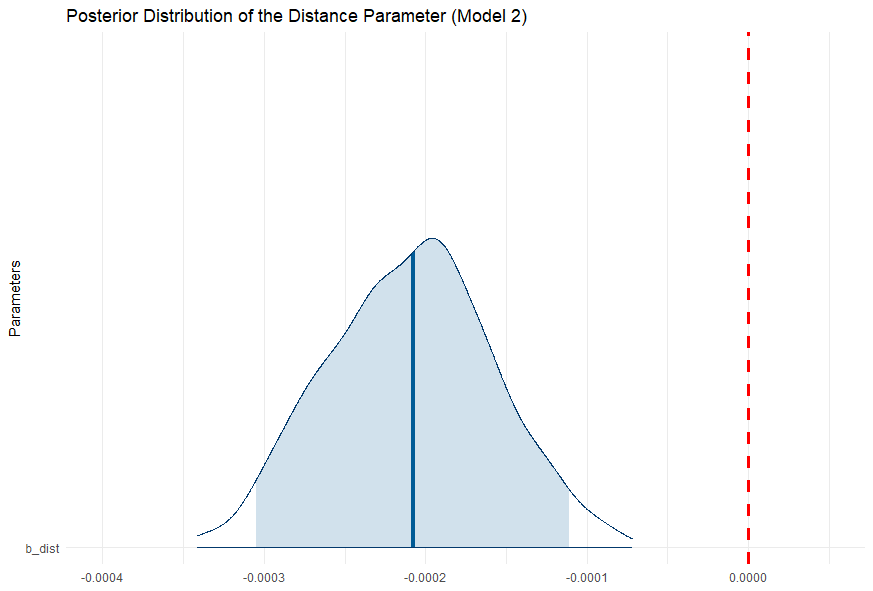 Posterior Distribution of the Distance Parameter (Model 2)
Parameters
b_dist
-0.0004 -0.0003 -0.0002 -0.0001 0.0000